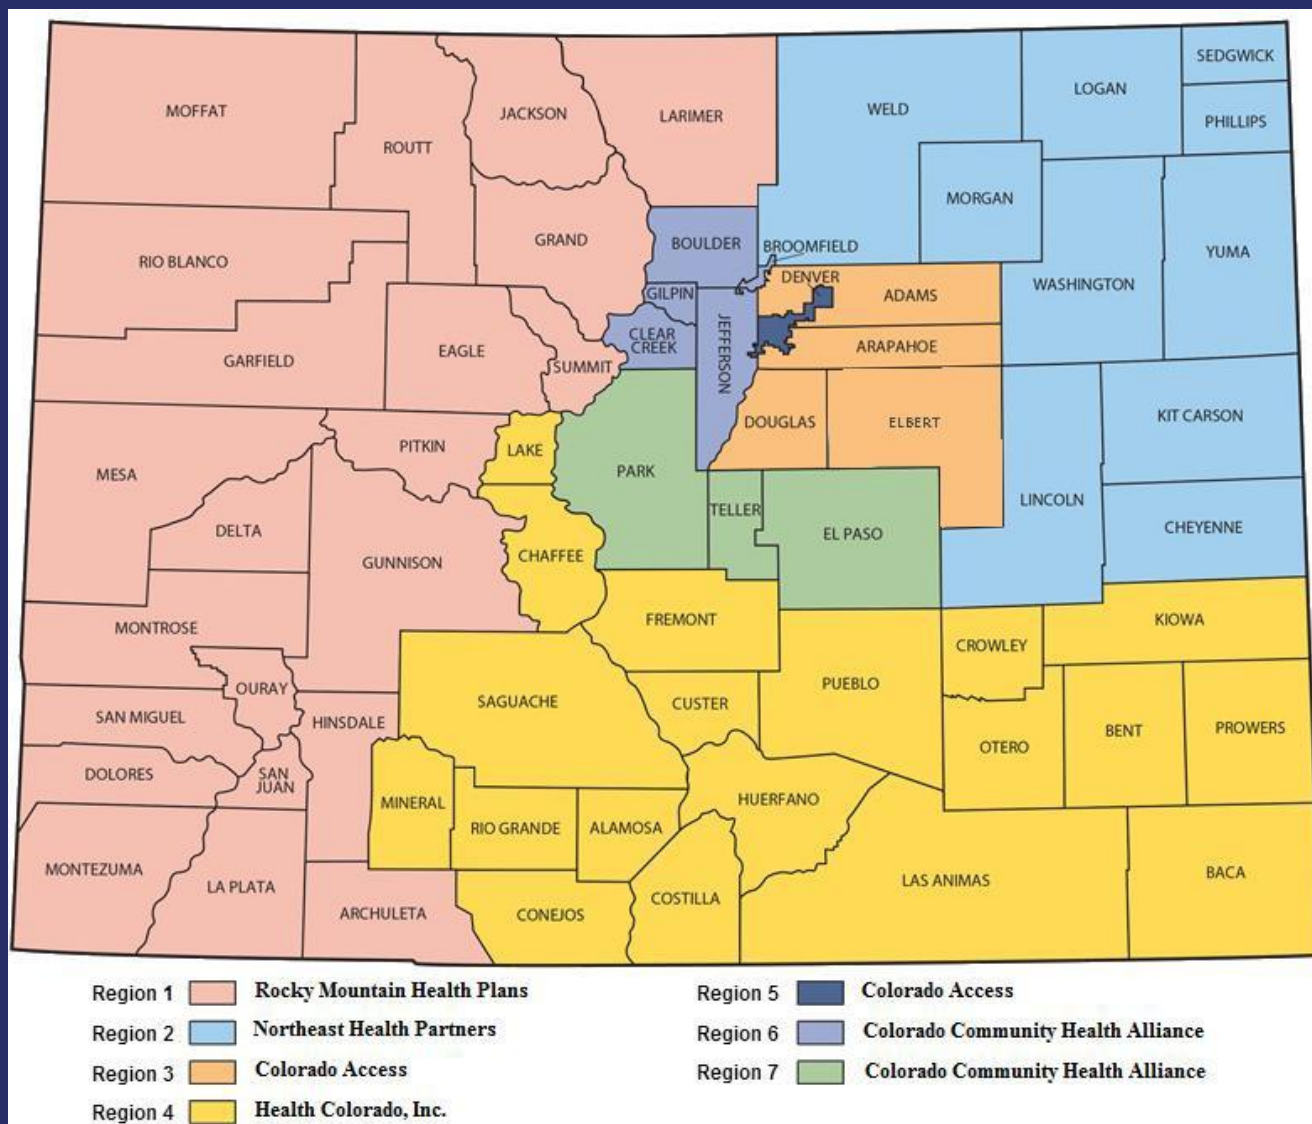 SEDGWICK
LOGAN
MOFFAT
JACKSON
LARIMER
WELD
PHILLIPS
ROUTT
MORGAN
GRAND
BOULDER
BROOMFIELD
YUMA
RIO BLANCO
DENVER
WASHINGTON
GILPIN
ADAMS
CLEAR
CREEK
JEFFERSON
EAGLE
ARAPAHOE
GARFIELD
SUMMIT
KIT CARSON
DOUGLAS
ELBERT
PITKIN
LAKE
MESA
PARK
LINCOLN
TELLER
DELTA
CHEYENNE
EL PASO
CHAFFEE
GUNNISON
FREMONT
KIOWA
MONTROSE
CROWLEY
OURAY
PUEBLO
SAGUACHE
CUSTER
SAN MIGUEL
HINSDALE
BENT
PROWERS
OTERO
DOLORES
SAN
JUAN
MINERAL
HUERFANO
RIO GRANDE
ALAMOSA
MONTEZUMA
LA PLATA
LAS ANIMAS
BACA
COSTILLA
ARCHULETA
CONEJOS
Region 1 Rocky Mountain Health Plans
Region 2 Northeast Health Partners
Region 3 Colorado Access
Region 4 Health Colorado, Inc.
Region 5 Colorado Access
Region 6 Colorado Community Health Alliance
Region 7 Colorado Community Health Alliance